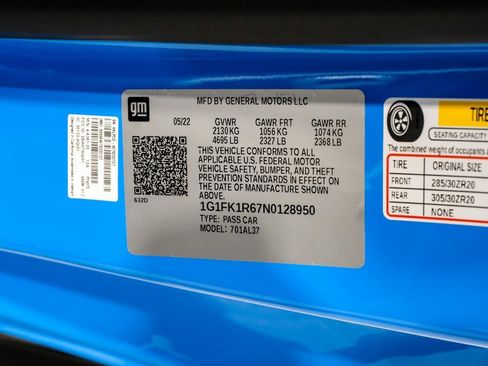 gm
MFD BY GENERAL MOTORS LLC
05/22 GVWR GAWR FRT GAWR RR
2130 KG 1056 KG 1074 KG
4695 LB 2327 LB 2368 LB
THIS VEHICLE CONFORMS TO ALL
APPLICABLE U.S. FEDERAL MOTOR
VEHICLE SAFETY, BUMPER, AND THEFT
PREVENTION STANDARDS IN EFFECT ON
THE DATE OF MANUFACTURE SHOWN
ABOVE.
632D
1G1FK1R67N0128950
TYPE: PASS CAR
MODEL: 701AL37
TIRE
SEATING CAPACITY
The combined weight of occupants
TIRE ORIGINAL SIZE
FRONT 285/30ZR20
REAR 305/30ZR20
SPARE NONE